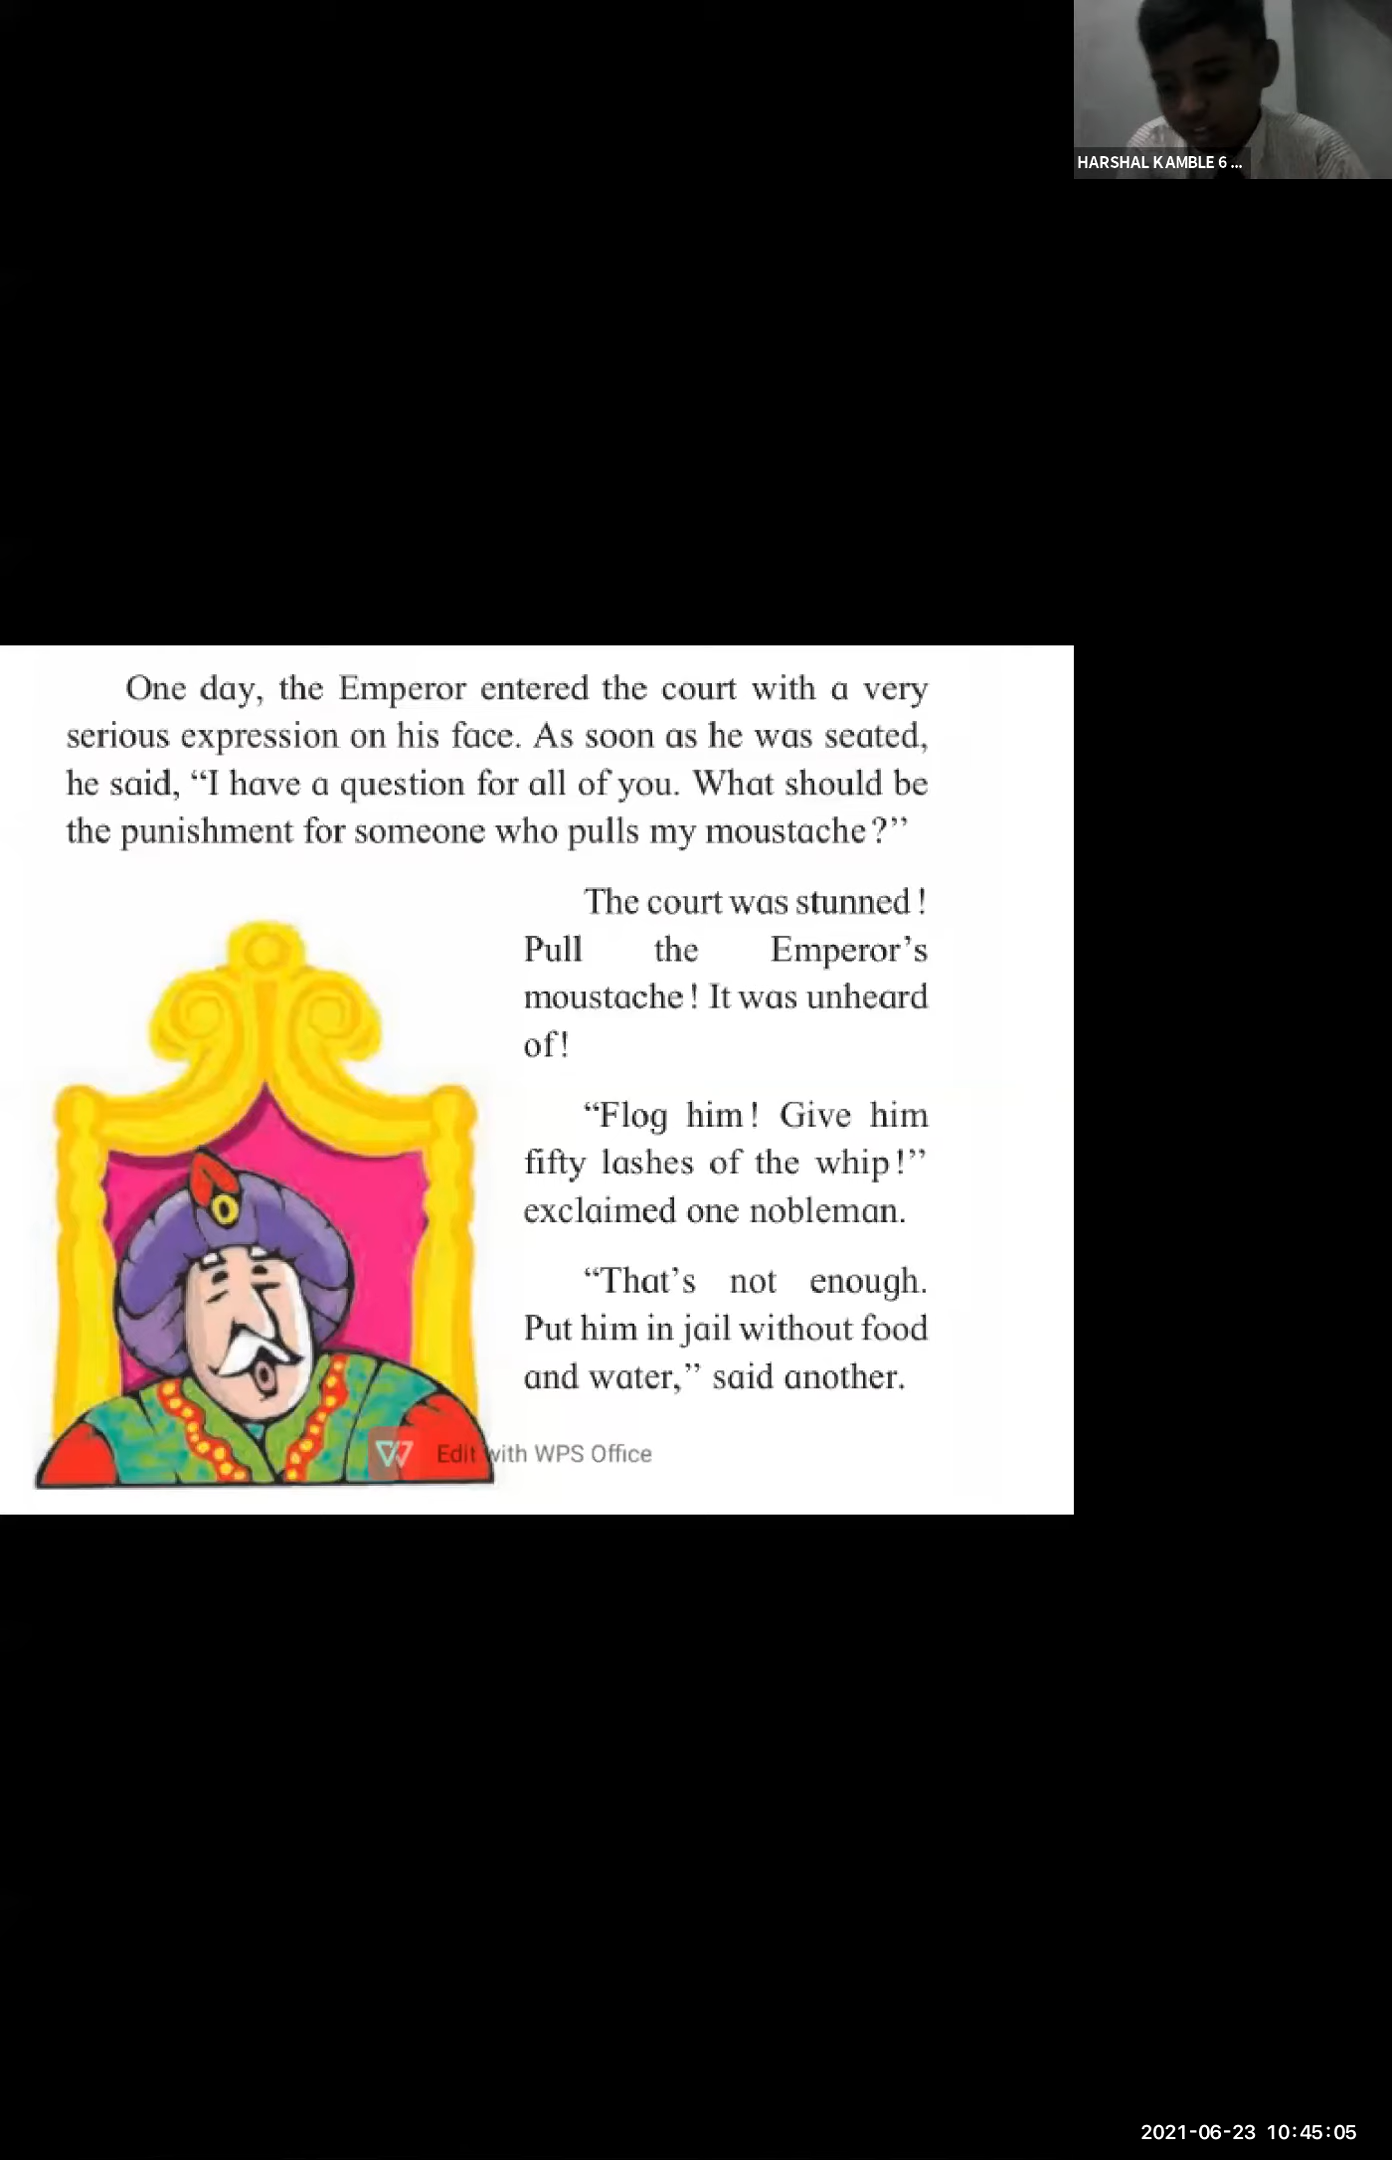 HARSHAL KAMBLE 6 ...
One day, the Emperor entered the court with a very
serious expression on his face. As soon as he was seated,
he said, “I have a question for all of you. What should be
the punishment for someone who pulls my moustache?”
The court was stunned!
Pull the Emperor’s
moustache! It was unheard
of!
“Flog him! Give him
fifty lashes of the whip!”
exclaimed one nobleman.
“That’s not enough.
Put him in jail without food
and water,” said another.
Edit with WPS Office
2021-06-23 10:45:05